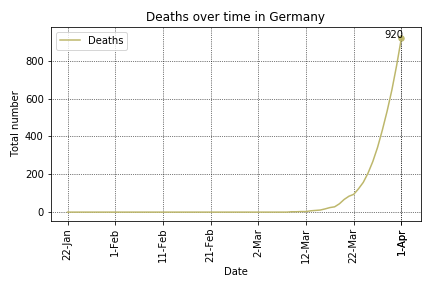 Deaths over time in Germany
920
Deaths
800
600
400
200
0
Total number
22-Jan
1-Feb
11-Feb
21-Feb
2-Mar
12-Mar
22-Mar
1-Apr
Date